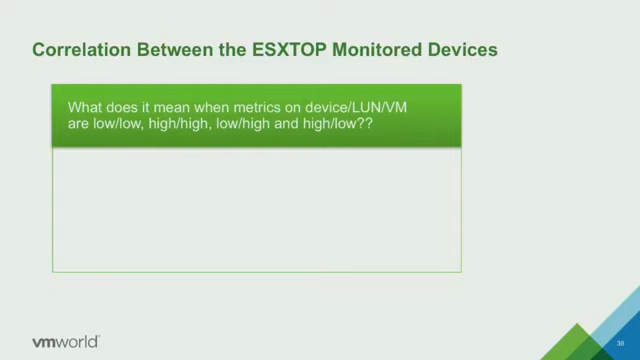 Correlation Between the ESXTOP Monitored Devices
What does it mean when metrics on device/LUN/VM
are low/low, high/high, low/high and high/low??
vmworld®
38